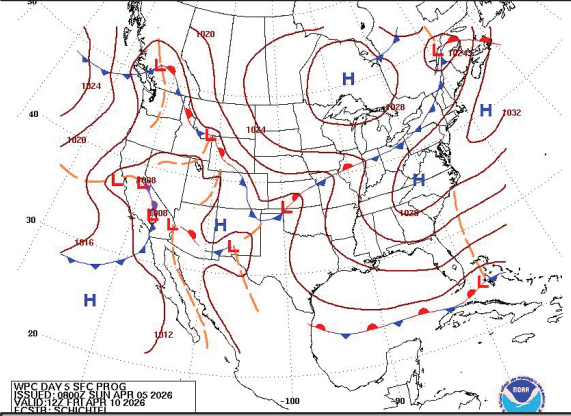 50
1020
L
L
1024
1024
H
H
1028
1032
L
1024
40
1020
H
L
L
1008
1008
L
L
L
1028
H
30
1016
L
L
H
20
1012
WPC DAY 5 SFC PROG
ISSUED: 0800Z SUN APR 05 2026
VALID: 12Z FRI APR 10 2026
FCSTR: SCHICHTEL
-100
-90
NOAA